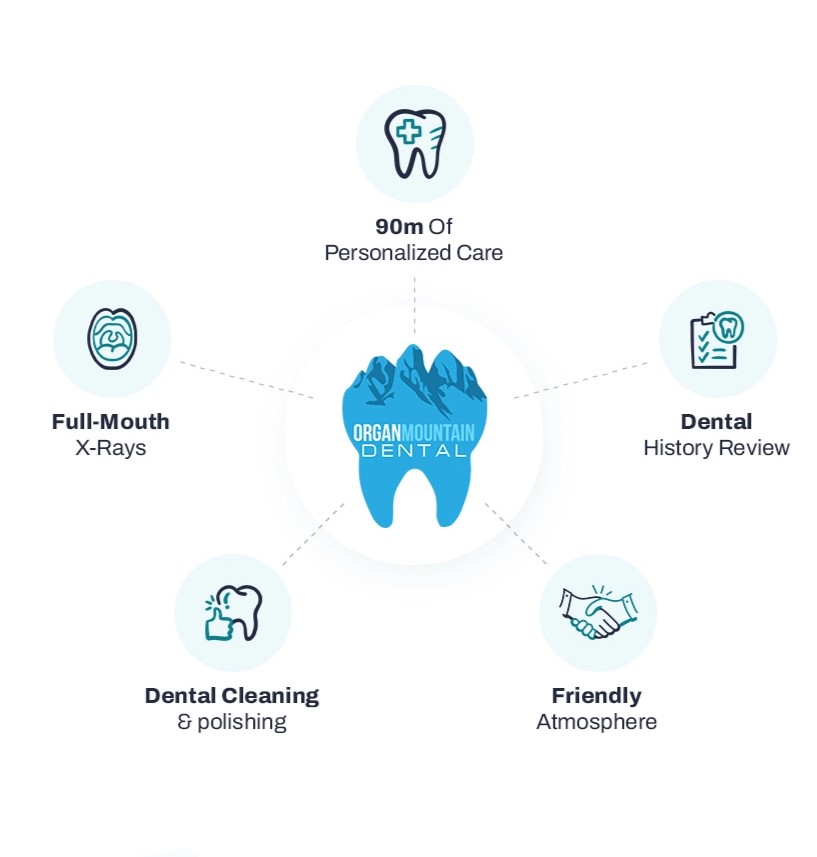 90m Of
Personalized Care
Full-Mouth
X-Rays
Dental
History Review
ORGANMOUNTAIN
DENTAL
Dental Cleaning
& polishing
Friendly
Atmosphere